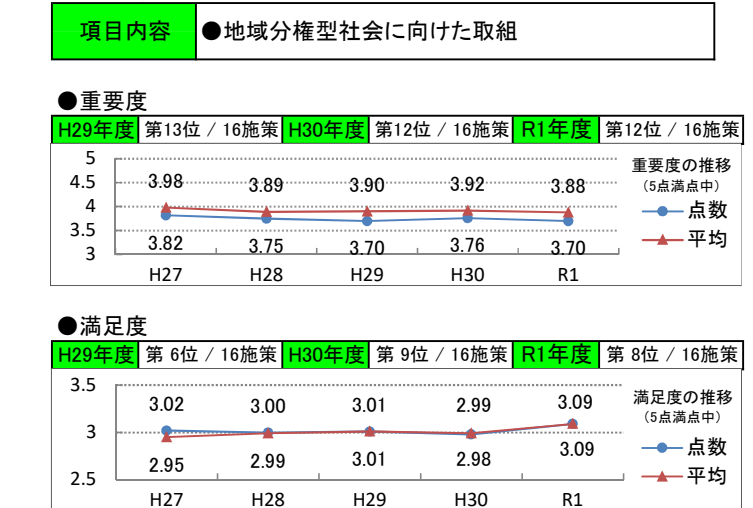 項目内容 ●地域分権型社会に向けた取組
●重要度
H29年度 第13位 / 16施策 H30年度 第12位 / 16施策 R1年度 第12位 / 16施策
重要度の推移
(5点満点中)
点数
平均
5
4.5
4
3.5
3
3.98 3.89 3.90 3.92 3.88
3.82 3.75 3.70 3.76 3.70
H27 H28 H29 H30 R1
●満足度
H29年度 第 6位 / 16施策 H30年度 第 9位 / 16施策 R1年度 第 8位 / 16施策
満足度の推移
(5点満点中)
点数
平均
3.5
3
2.5
3.02 3.00 3.01 2.99 3.09
2.95 2.99 3.01 2.98 3.09
H27 H28 H29 H30 R1